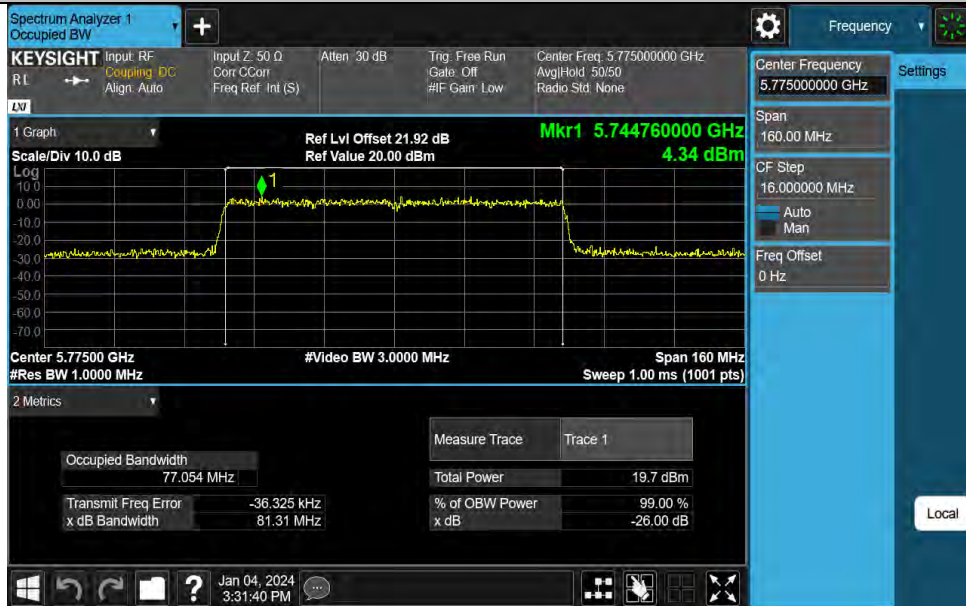 Spectrum Analyzer 1
Occupied BW
Frequency
KEYSIGHT
Input: RF
Coupling: DC
Align: Auto
Input Z: 50 Ω
Corr CCorr
Freq Ref: Int (S)
Atten: 30 dB
Trig: Free Run
Gate: Off
#IF Gain: Low
Center Freq: 5.775000000 GHz
Avg|Hold: 50/50
Radio Std: None
LXI
Center Frequency
5.775000000 GHz
Settings
Span
160.00 MHz
CF Step
16.000000 MHz
Auto
Man
Freq Offset
0 Hz
Local
1 Graph
Scale/Div 10.0 dB
Ref Lvl Offset 21.92 dB
Ref Value 20.00 dBm
Mkr1 5.744760000 GHz
4.34 dBm
Log
1
10.0
0.00
-10.0
-20.0
-30.0
-40.0
-50.0
-60.0
-70.0
Center 5.77500 GHz
#Video BW 3.0000 MHz
Span 160 MHz
#Res BW 1.0000 MHz
Sweep 1.00 ms (1001 pts)
2 Metrics
Measure Trace
Trace 1
Occupied Bandwidth
77.054 MHz
Total Power
19.7 dBm
Transmit Freq Error
-36.325 kHz
% of OBW Power
99.00 %
x dB Bandwidth
81.31 MHz
x dB
-26.00 dB
?
Jan 04, 2024
3:31:40 PM